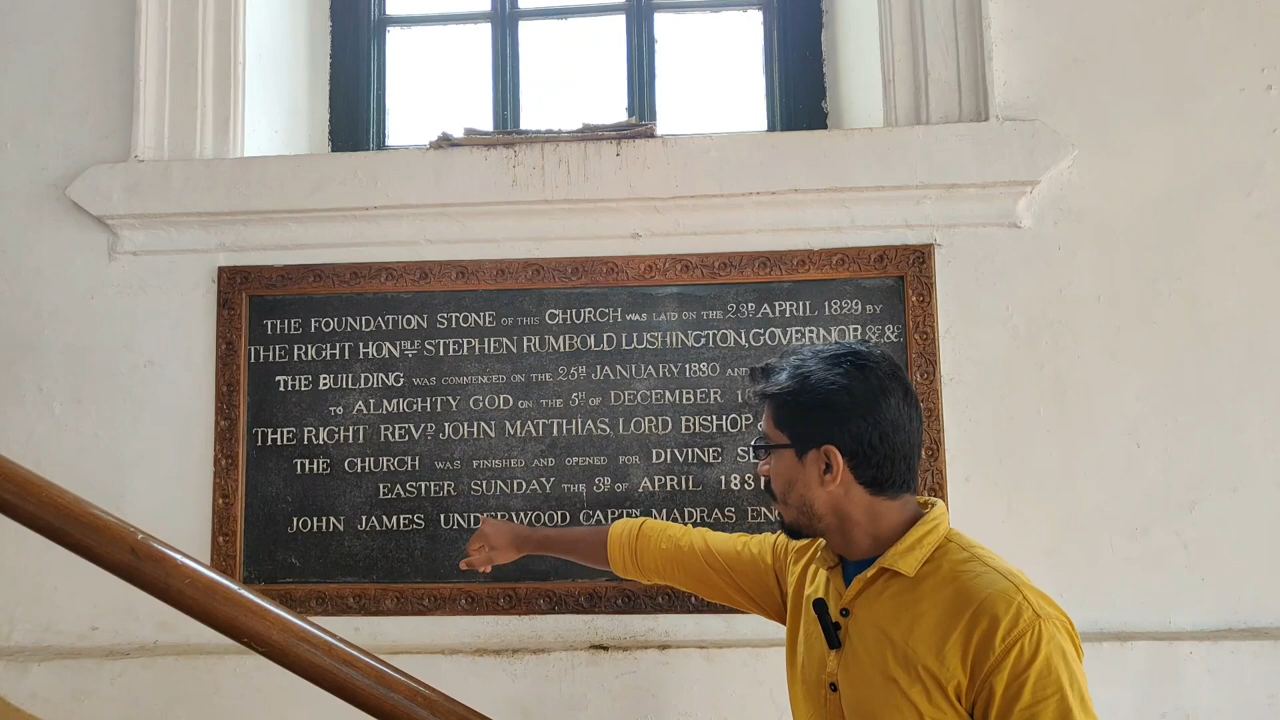 THE FOUNDATION STONE OF THIS CHURCH WAS LAID ON THE 23D APRIL 1829 BY
THE RIGHT HONBLE STEPHEN RUMBOLD LUSHINGTON, GOVERNOR &c, &c,
THE BUILDING WAS COMMENCED ON THE 25H JANUARY 1830 AND
TO ALMIGHTY GOD ON THE 5H OF DECEMBER
THE RIGHT REVD JOHN MATTHIAS, LORD BISHOP
THE CHURCH WAS FINISHED AND OPENED FOR DIVINE
EASTER SUNDAY THE 3D OF APRIL 1831
JOHN JAMES UNDERWOOD CAPTN MADRAS